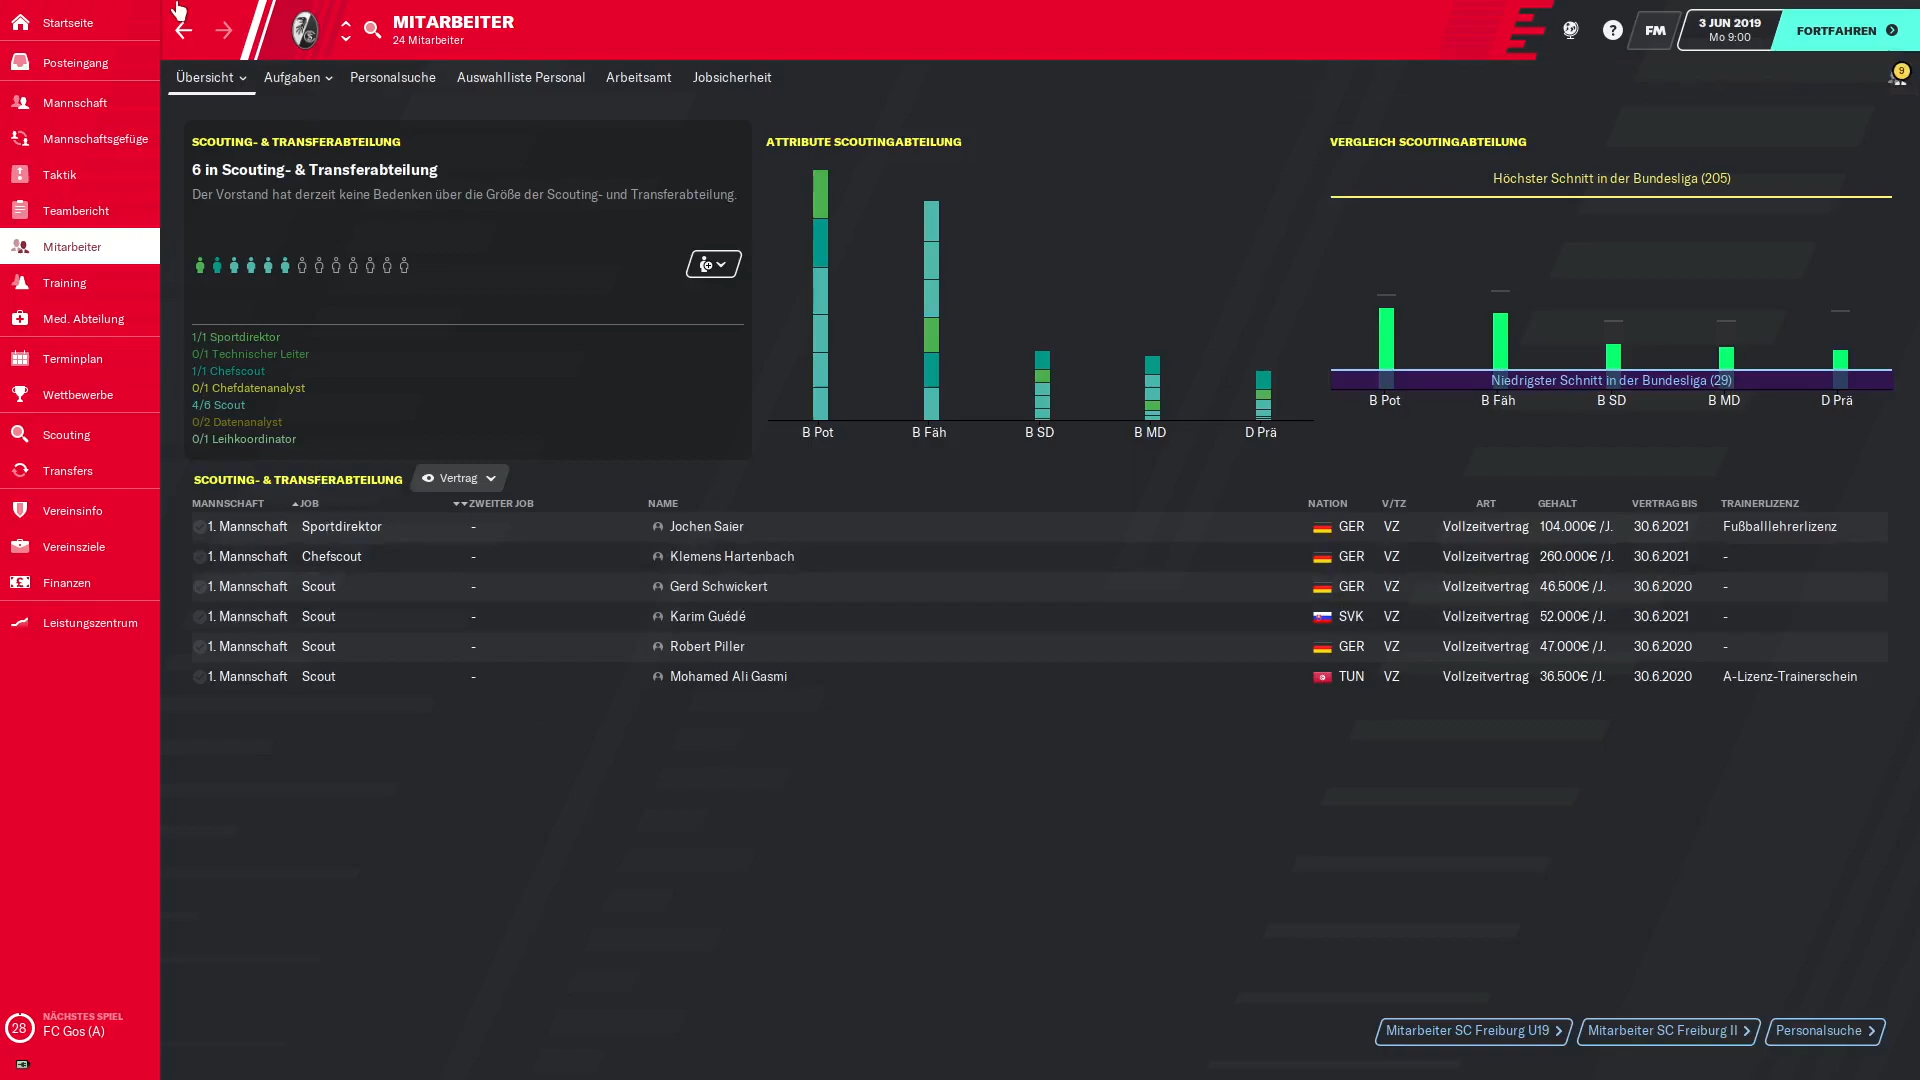 Startseite
Posteingang
Mannschaft
Mannschaftsgefüge
Taktik
Teambericht
Mitarbeiter
Training
Med. Abteilung
Terminplan
Wettbewerbe
Scouting
Transfers
Vereinsinfo
Vereinsziele
Finanzen
Leistungszentrum
28
NÄCHSTES SPIEL
FC Gos (A)
MITARBEITER
24 Mitarbeiter
?
FM
3 JUN 2019
Mo 9:00
FORTFAHREN
Übersicht Aufgaben Personalsuche Auswahlliste Personal Arbeitsamt Jobsicherheit
9
SCOUTING- & TRANSFERABTEILUNG
6 in Scouting- & Transferabteilung
Der Vorstand hat derzeit keine Bedenken über die Größe der Scouting- und Transferabteilung.
1/1 Sportdirektor
0/1 Technischer Leiter
1/1 Chefscout
0/1 Chefdatenanalyst
4/6 Scout
0/2 Datenanalyst
0/1 Leihkoordinator
ATTRIBUTE SCOUTINGABTEILUNG
B Pot B Fäh B SD B MD D Prä
VERGLEICH SCOUTINGABTEILUNG
Höchster Schnitt in der Bundesliga (205)
Niedrigster Schnitt in der Bundesliga (29)
B Pot B Fäh B SD B MD D Prä
SCOUTING- & TRANSFERABTEILUNG Vertrag
MANNSCHAFT JOB ZWEITER JOB NAME NATION V/TZ ART GEHALT VERTRAG BIS TRAINERLIZENZ
1. Mannschaft Sportdirektor - Jochen Saier GER VZ Vollzeitvertrag 104.000€ /J. 30.6.2021 Fußballlehrerlizenz
1. Mannschaft Chefscout - Klemens Hartenbach GER VZ Vollzeitvertrag 260.000€ /J. 30.6.2021 -
1. Mannschaft Scout - Gerd Schwickert GER VZ Vollzeitvertrag 46.500€ /J. 30.6.2020 -
1. Mannschaft Scout - Karim Guédé SVK VZ Vollzeitvertrag 52.000€ /J. 30.6.2021 -
1. Mannschaft Scout - Robert Piller GER VZ Vollzeitvertrag 47.000€ /J. 30.6.2020 -
1. Mannschaft Scout - Mohamed Ali Gasmi TUN VZ Vollzeitvertrag 36.500€ /J. 30.6.2020 A-Lizenz-Trainerschein
Mitarbeiter SC Freiburg U19 Mitarbeiter SC Freiburg II Personalsuche